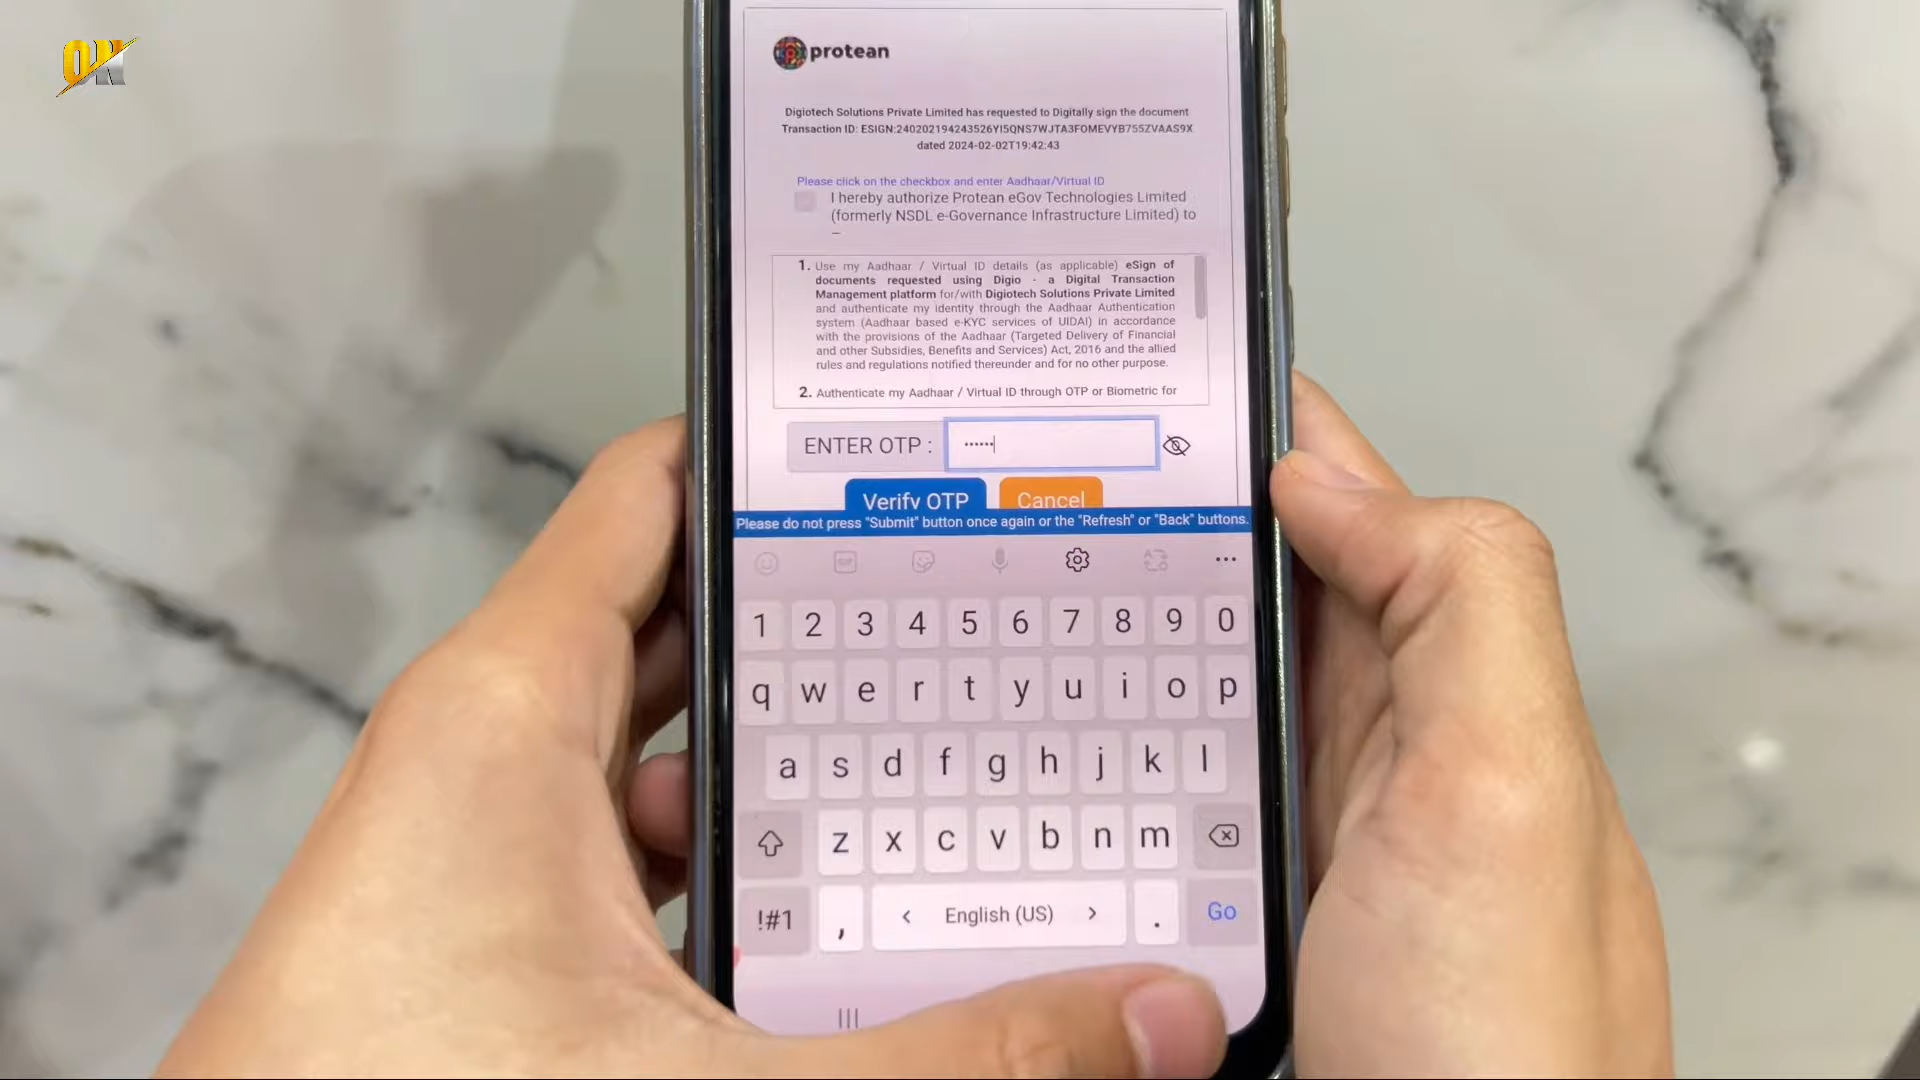 ON
protean
Digiotech Solutions Private Limited has requested to Digitally sign the document
Transaction ID: ESIGN:240202194243526YI5QNS7WJTA3FOMEVYB755ZVAAS9X
dated 2024-02-02T19:42:43
Please click on the checkbox and enter Aadhaar/Virtual ID
I hereby authorize Protean eGov Technologies Limited
(formerly NSDL e-Governance Infrastructure Limited) to
1. Use my Aadhaar / Virtual ID details (as applicable) eSign of
documents requested using Digio - a Digital Transaction
Management platform for/with Digiotech Solutions Private Limited
and authenticate my identity through the Aadhaar Authentication
system (Aadhaar based e-KYC services of UIDAI) in accordance
with the provisions of the Aadhaar (Targeted Delivery of Financial
and other Subsidies, Benefits and Services) Act, 2016 and the allied
rules and regulations notified thereunder and for no other purpose.
2. Authenticate my Aadhaar / Virtual ID through OTP or Biometric for
ENTER OTP : ······
Verify OTP Cancel
Please do not press "Submit" button once again or the "Refresh" or "Back" buttons.
GIF
1 2 3 4 5 6 7 8 9 0
q w e r t y u i o p
a s d f g h j k l
z x c v b n m
!#1 , < English (US) > . Go